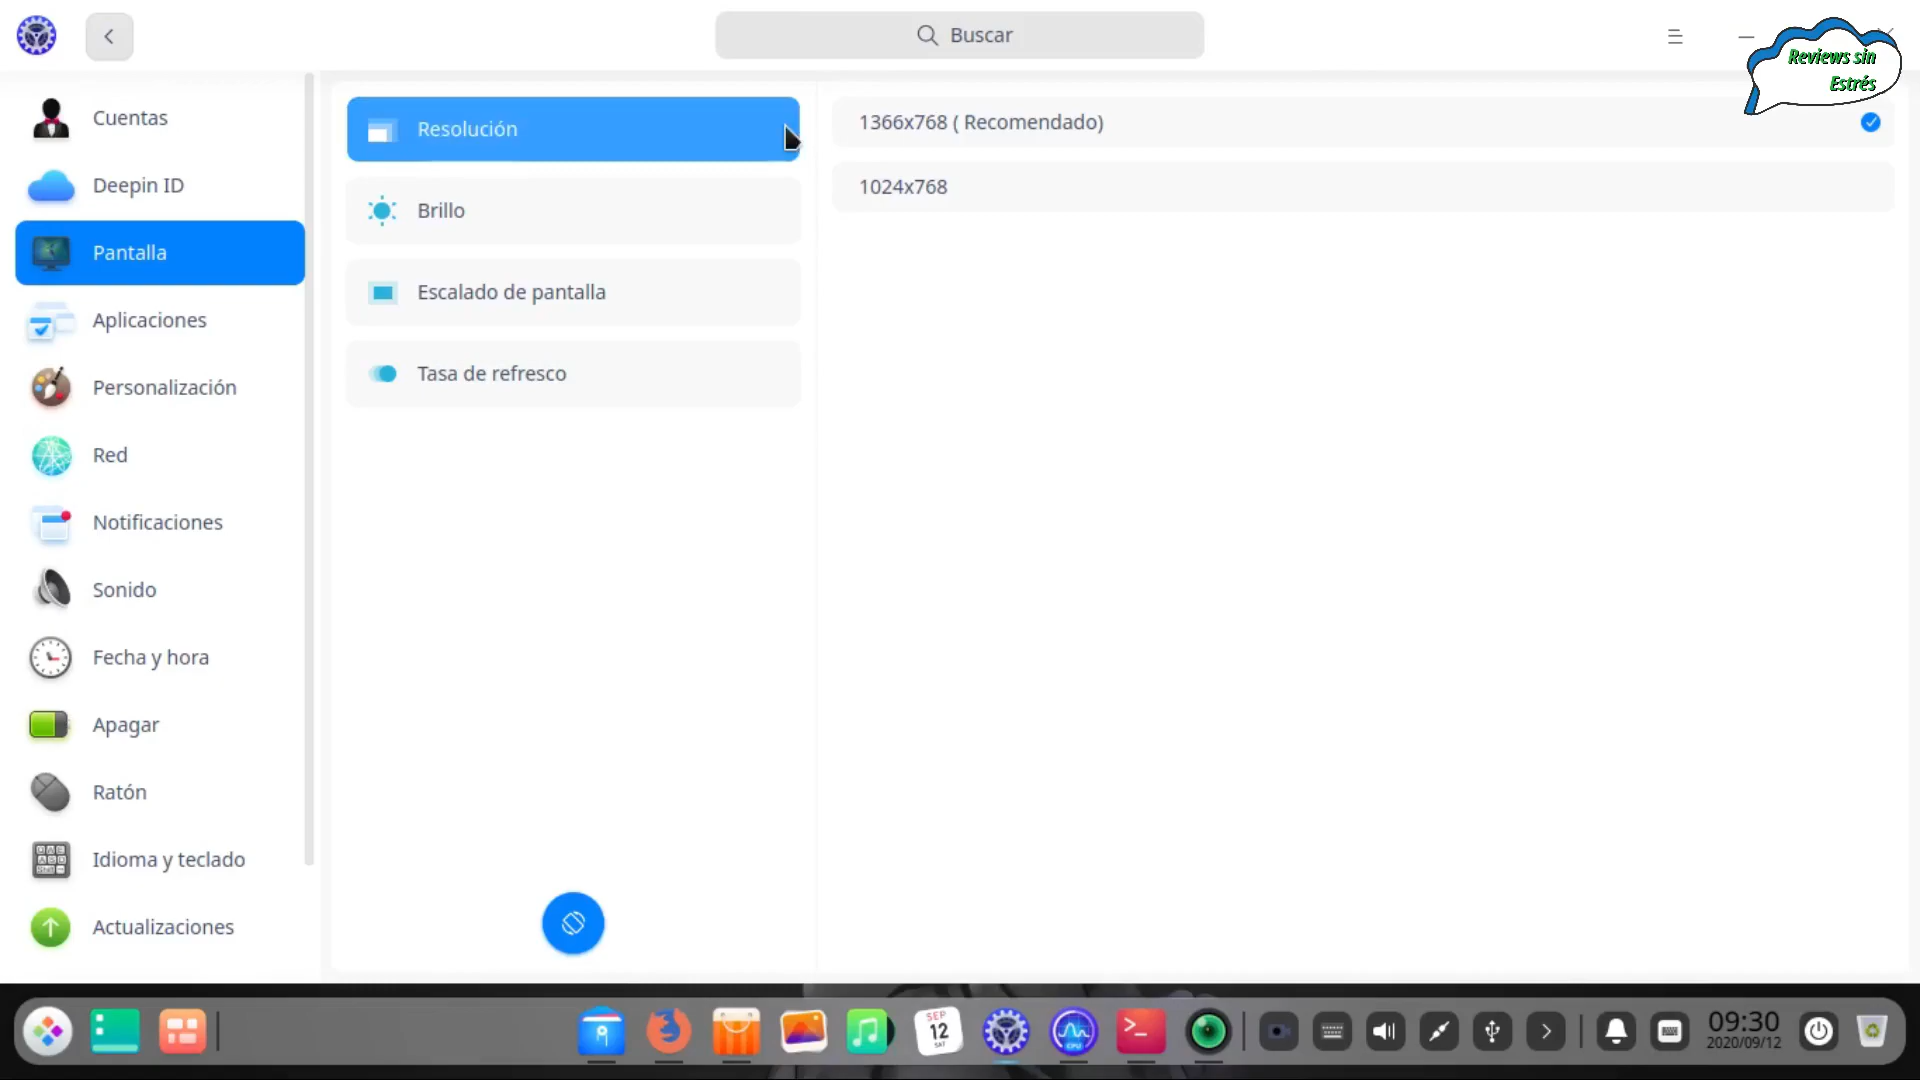 Buscar
Reviews sin
Estrés
Cuentas
Deepin ID
Pantalla
Aplicaciones
Personalización
Red
Notificaciones
Sonido
Fecha y hora
Apagar
Ratón
Idioma y teclado
Actualizaciones
Resolución
Brillo
Escalado de pantalla
Tasa de refresco
1366x768 ( Recomendado)
1024x768
SEP
12
SAT
CPU
09:30
2020/09/12